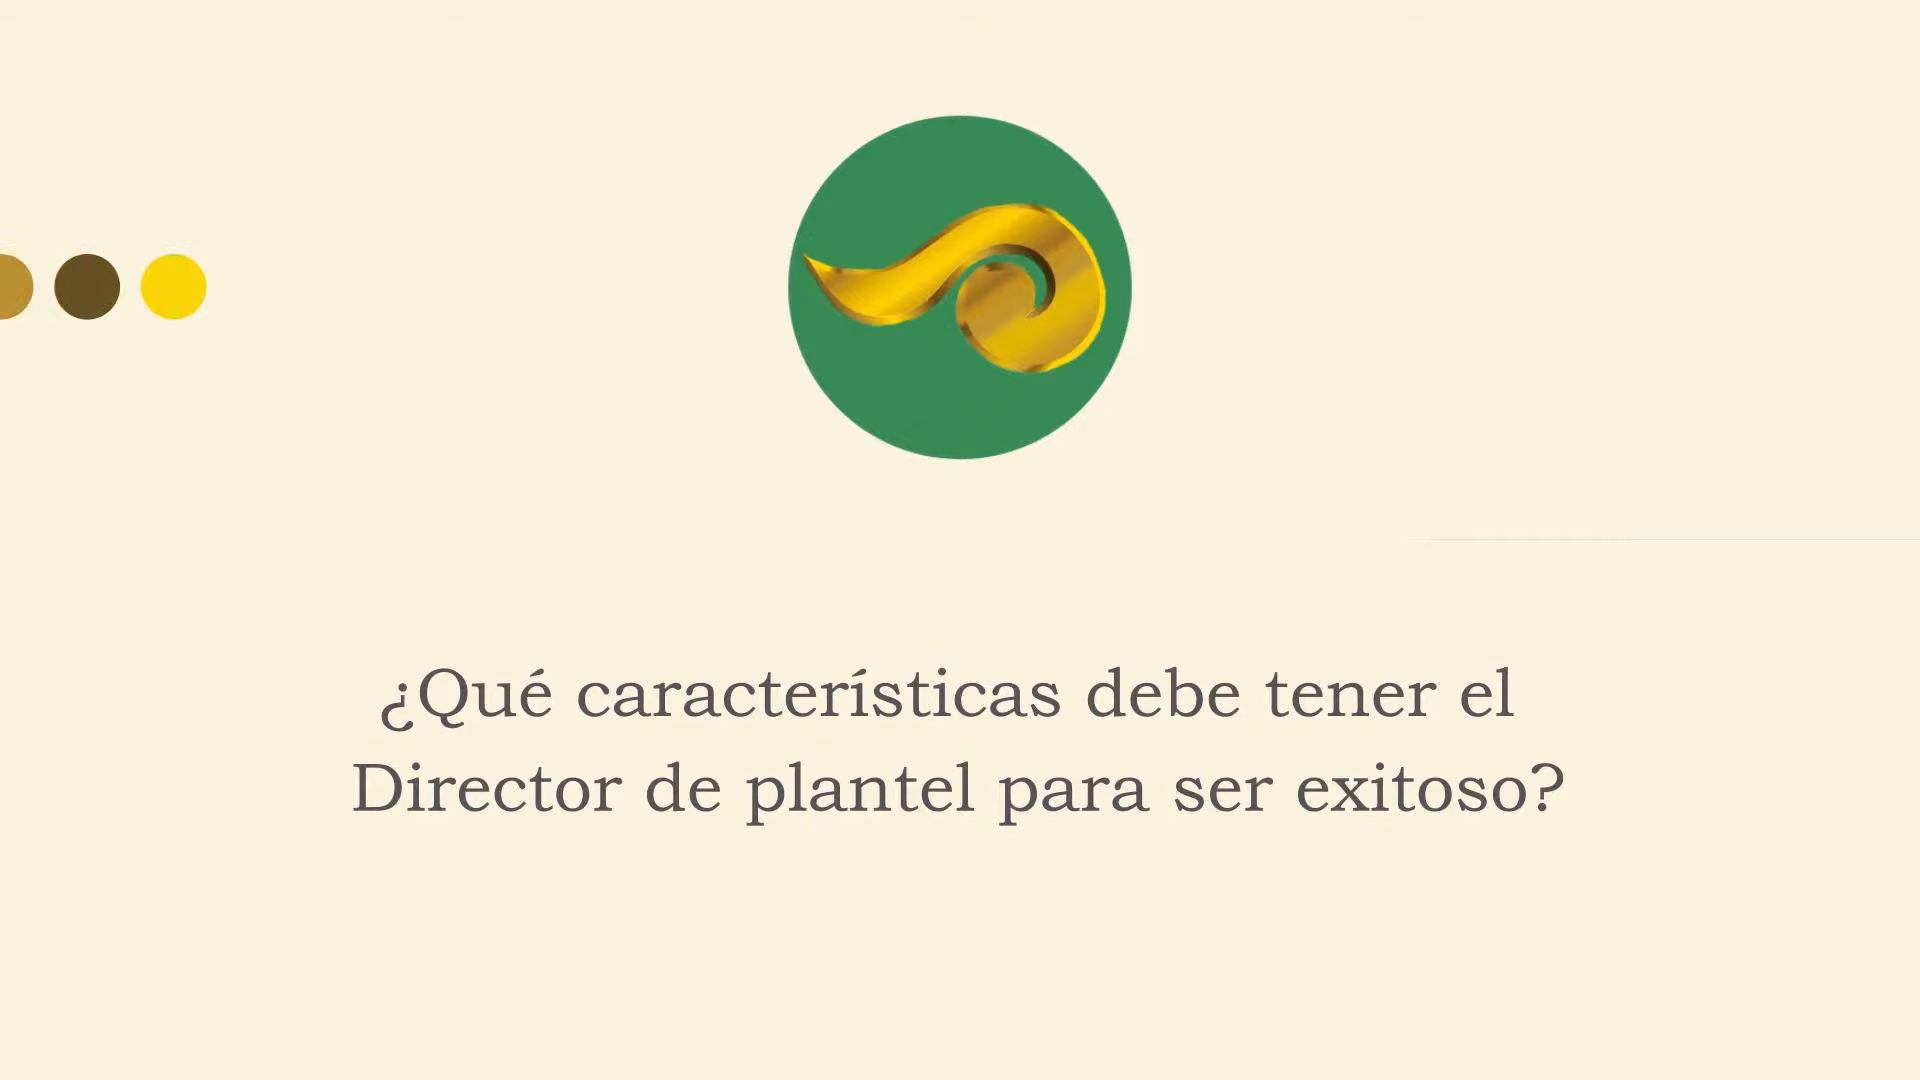 ¿Qué características debe tener el
Director de plantel para ser exitoso?